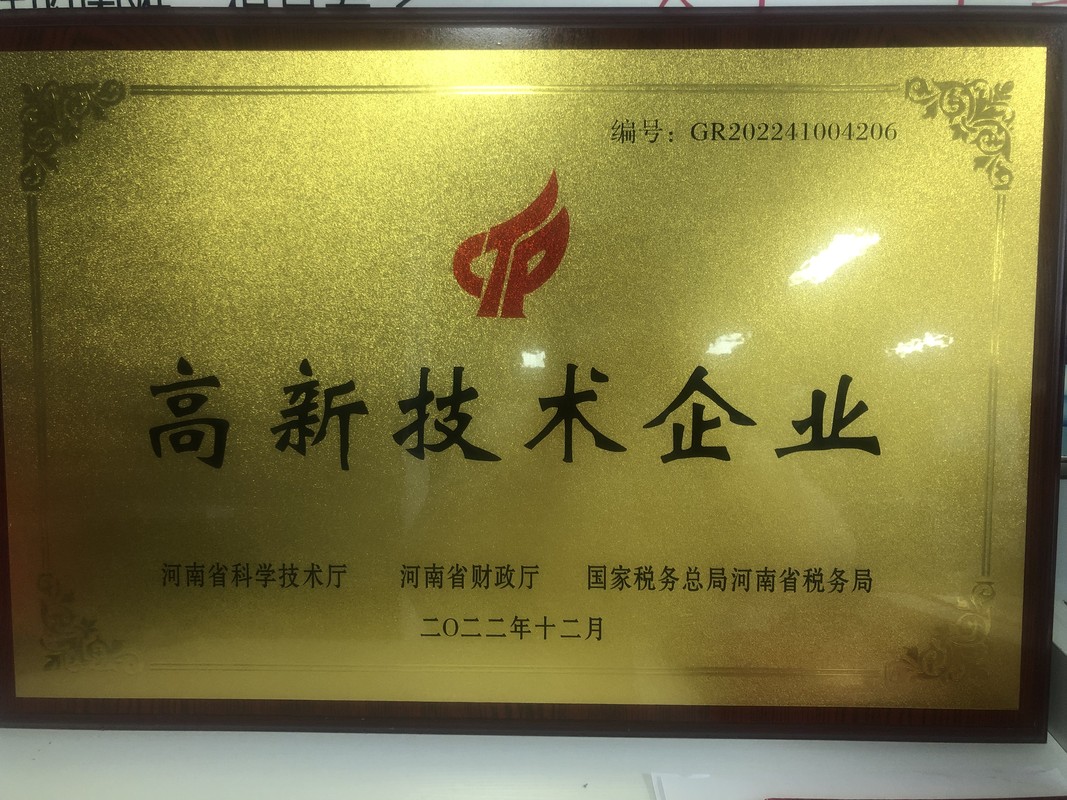 编号：GR202241004206
高新技术企业
河南省科学技术厅 河南省财政厅 国家税务总局河南省税务局
二〇二二年十二月